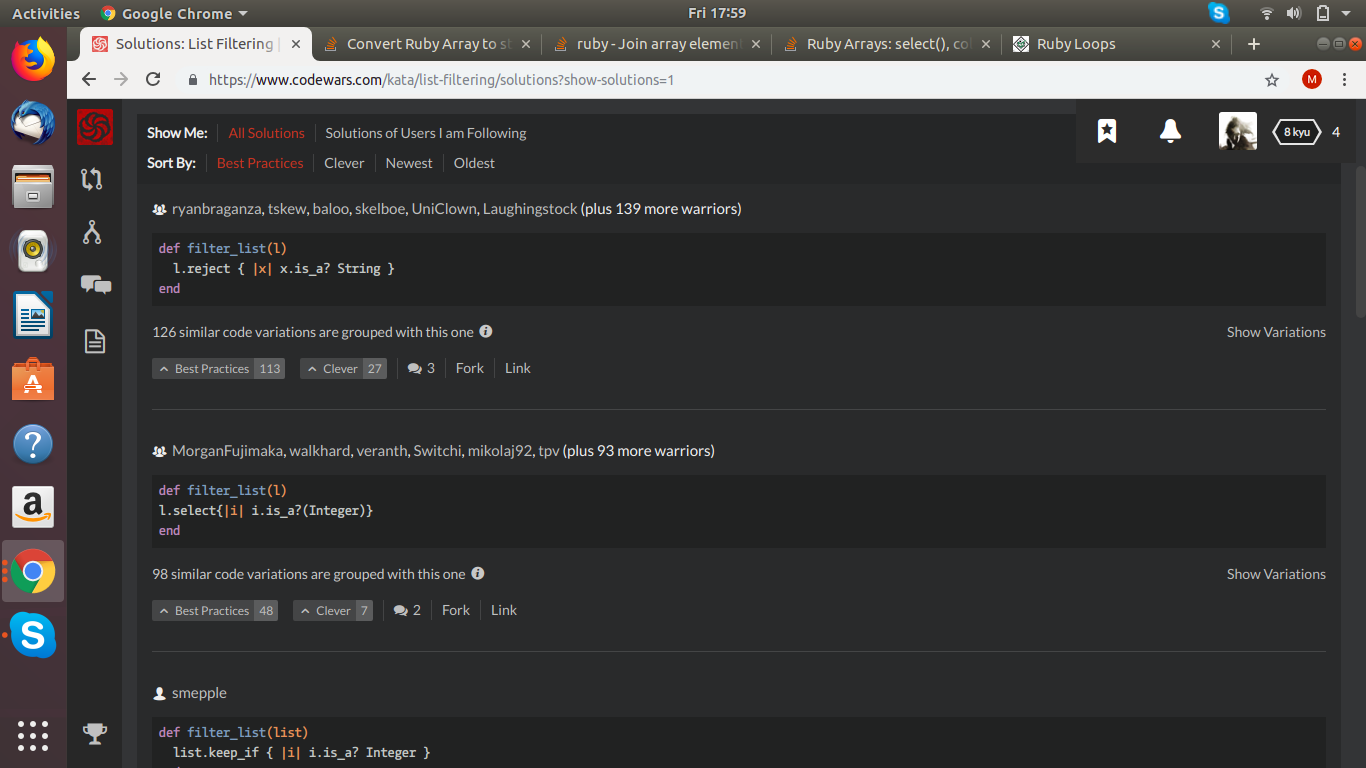 Activities
Google Chrome
Fri 17:59
Solutions: List Filtering |
Convert Ruby Array to st
ruby - Join array element
Ruby Arrays: select(), col
Ruby Loops
https://www.codewars.com/kata/list-filtering/solutions?show-solutions=1
M
Show Me:
All Solutions
Solutions of Users I am Following
8 kyu
4
Sort By:
Best Practices
Clever
Newest
Oldest
ryanbraganza, tskew, baloo, skelboe, UniClown, Laughingstock (plus 139 more warriors)
def filter_list(l)
l.reject { |x| x.is_a? String }
end
126 similar code variations are grouped with this one
Show Variations
Best Practices 113
Clever 27
3
Fork
Link
MorganFujimaka, walkhard, veranth, Switchi, mikolaj92, tpv (plus 93 more warriors)
def filter_list(l)
l.select{|i| i.is_a?(Integer)}
end
98 similar code variations are grouped with this one
Show Variations
Best Practices 48
Clever 7
2
Fork
Link
smepple
def filter_list(list)
list.keep_if { |i| i.is_a? Integer }